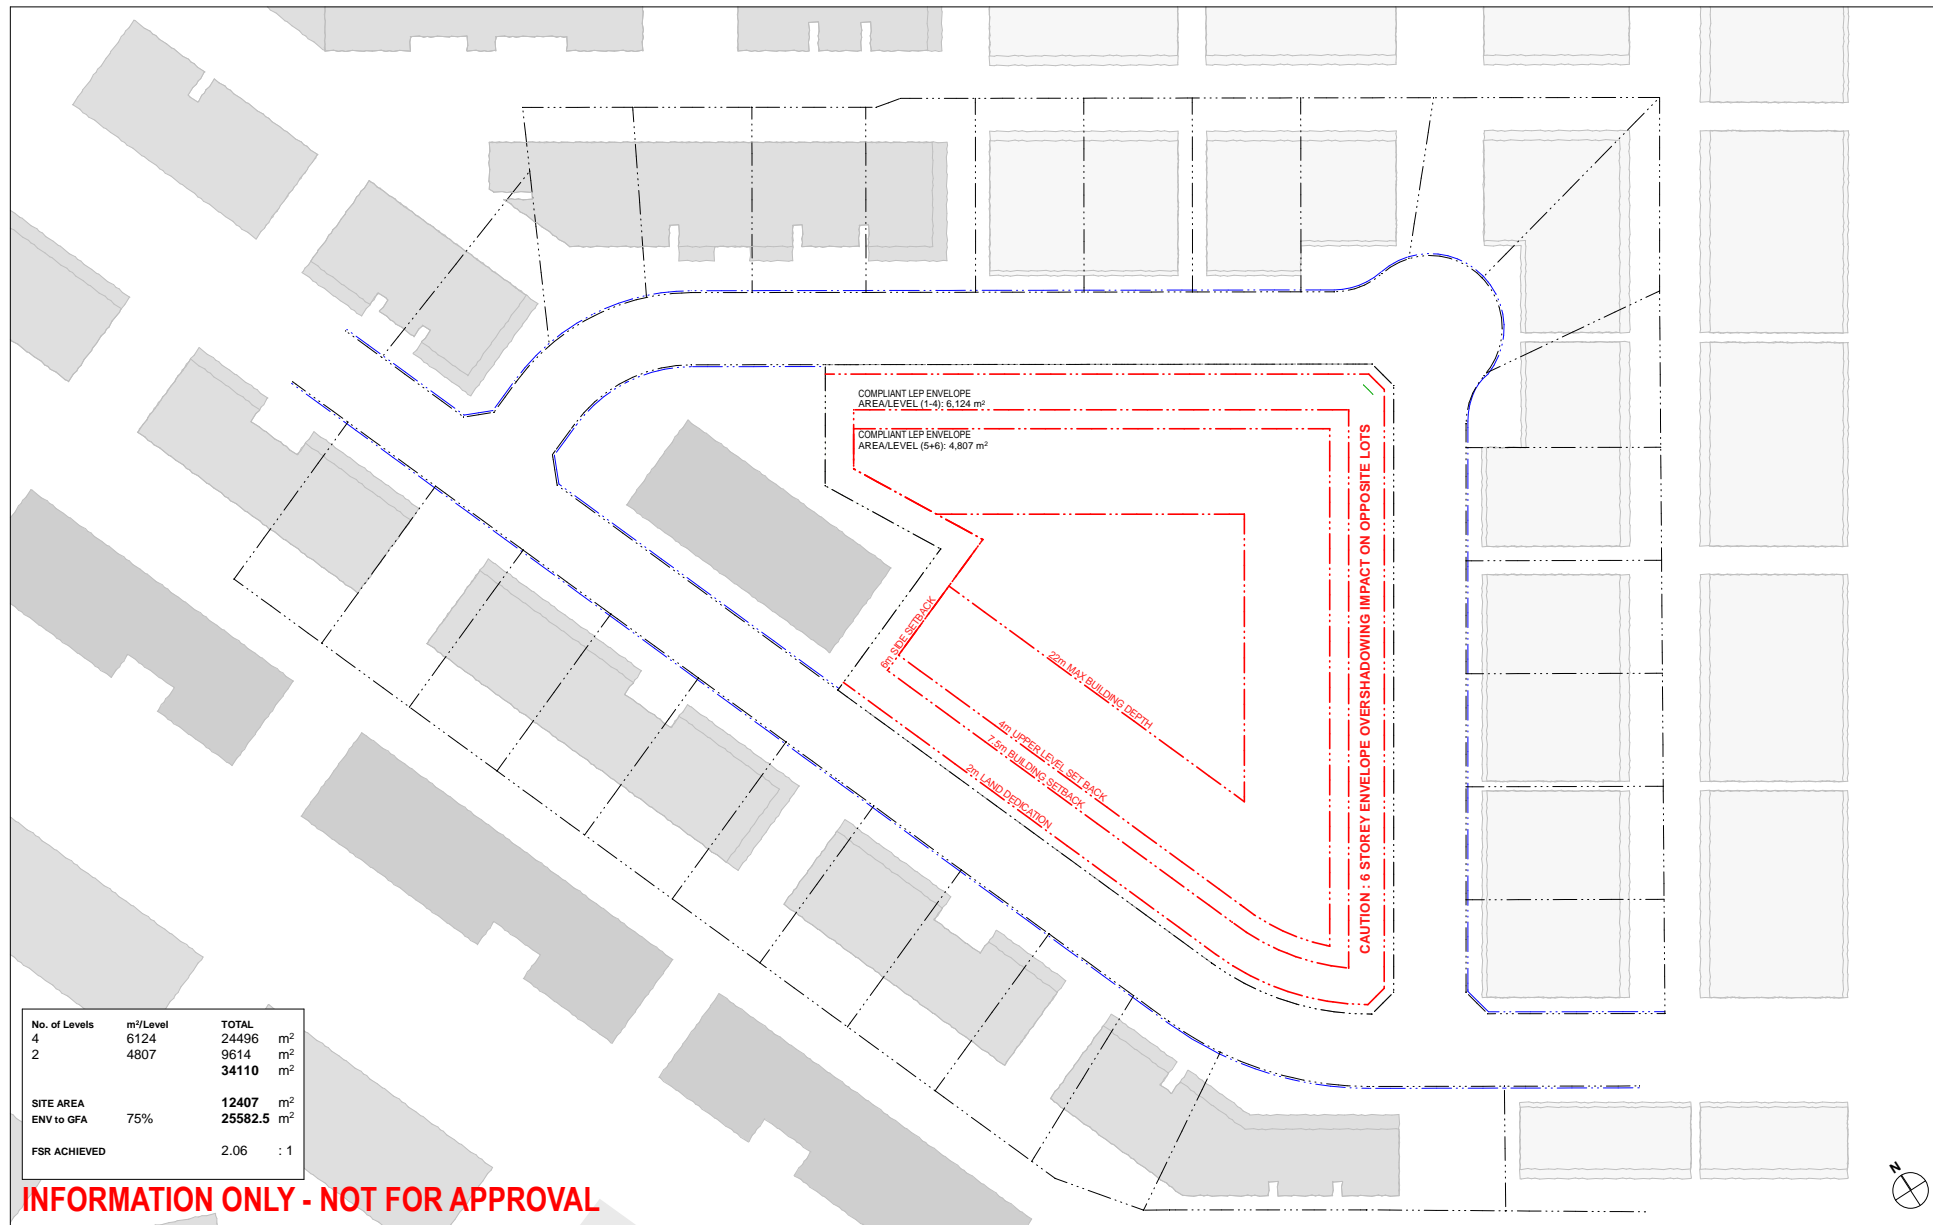 COMPLIANT LEP ENVELOPE
AREA/LEVEL (1-4): 6,124 m²
COMPLIANT LEP ENVELOPE
AREA/LEVEL (5+6): 4,807 m²
CAUTION : 6 STOREY ENVELOPE OVERSHADOWING IMPACT ON OPPOSITE LOTS
6m SIDE SETBACK
22m MAX BUILDING DEPTH
4m UPPER LEVEL SET BACK
7.5m BUILDING SETBACK
2m LAND DEDICATION
No. of Levels m²/Level TOTAL
4 6124 24496 m²
2 4807 9614 m²
34110 m²
SITE AREA 12407 m²
ENV to GFA 75% 25582.5 m²
FSR ACHIEVED 2.06 : 1
INFORMATION ONLY - NOT FOR APPROVAL
N